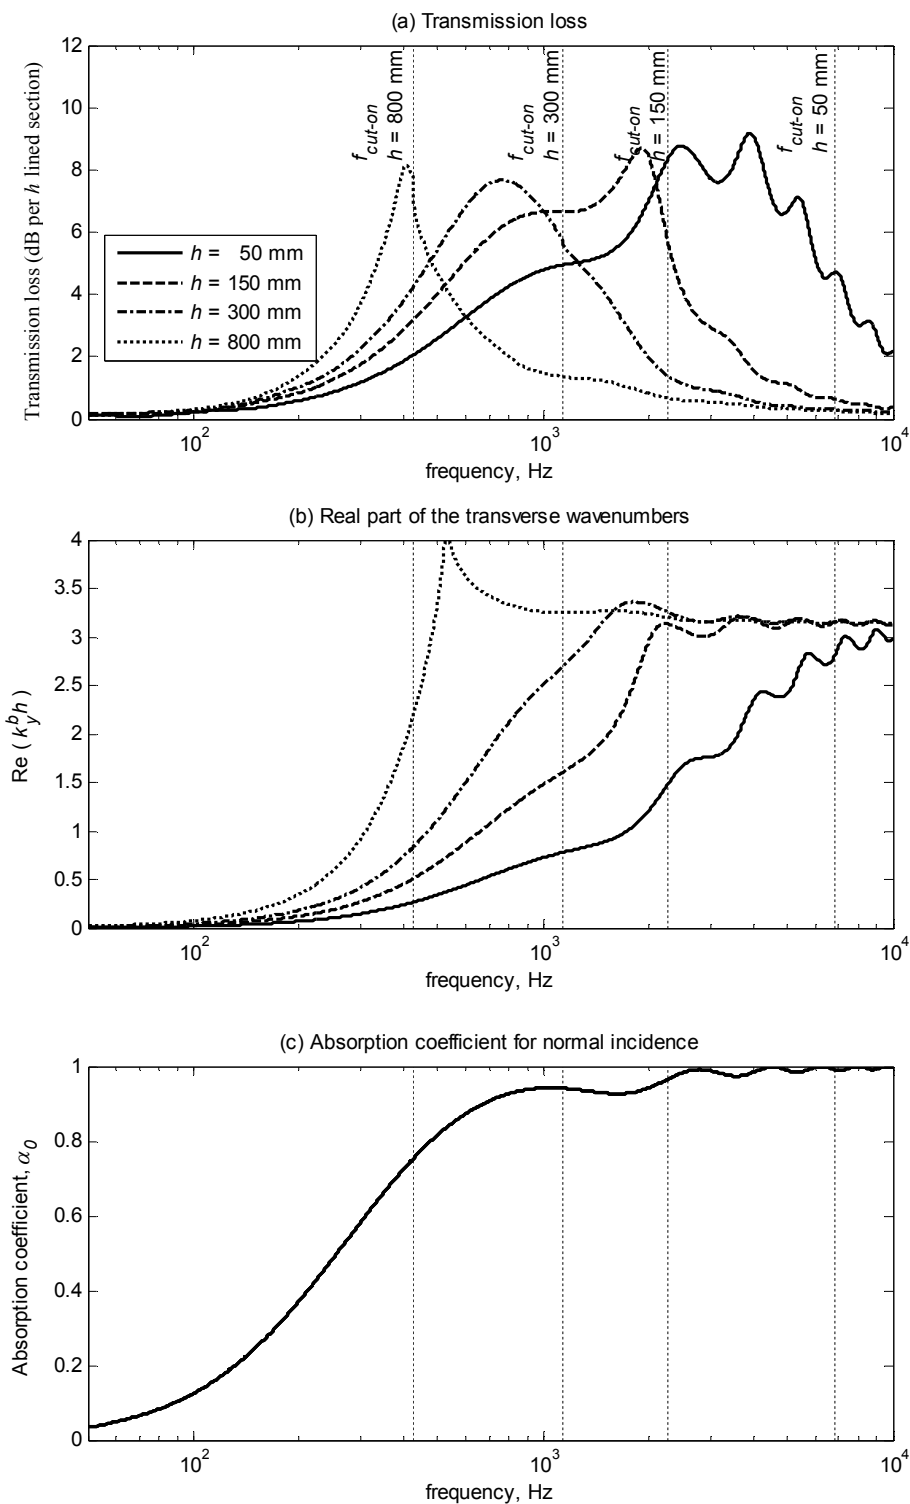 (a) Transmission loss
Transmission loss (dB per h lined section)
12
10
8
6
4
2
0
f_cut-on
h = 800 mm
f_cut-on
h = 300 mm
f_cut-on
h = 150 mm
f_cut-on
h = 50 mm
h = 50 mm
h = 150 mm
h = 300 mm
h = 800 mm
10^2
10^3
10^4
frequency, Hz
(b) Real part of the transverse wavenumbers
Re ( k_y^b h )
4
3.5
3
2.5
2
1.5
1
0.5
0
10^2
10^3
10^4
frequency, Hz
(c) Absorption coefficient for normal incidence
Absorption coefficient, α_0
1
0.8
0.6
0.4
0.2
0
10^2
10^3
10^4
frequency, Hz